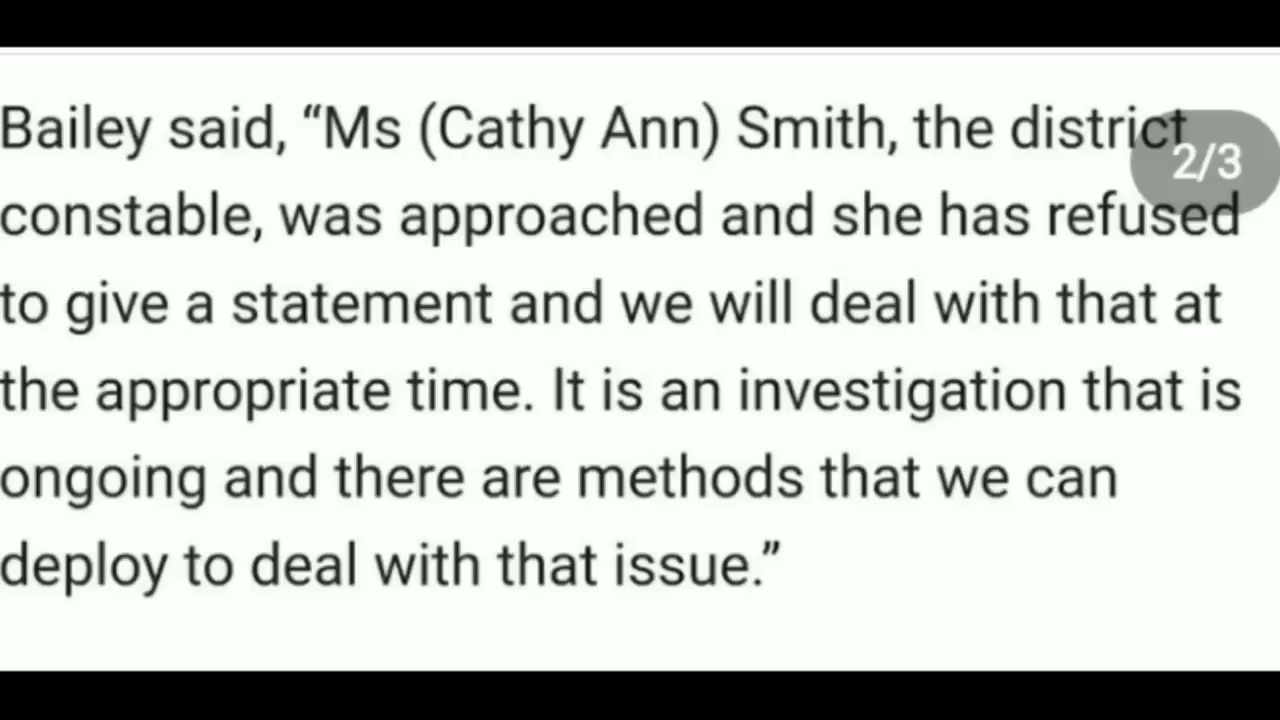 Bailey said, “Ms (Cathy Ann) Smith, the district
2/3
constable, was approached and she has refused
to give a statement and we will deal with that at
the appropriate time. It is an investigation that is
ongoing and there are methods that we can
deploy to deal with that issue.”